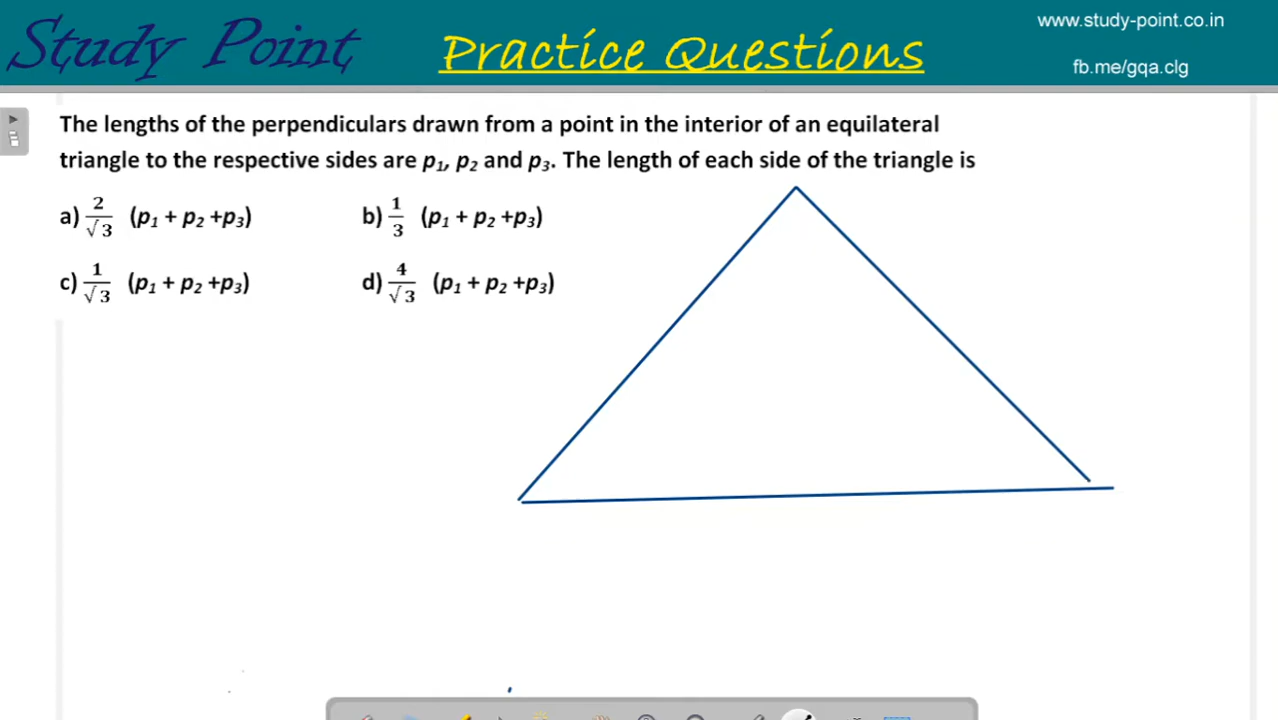 Study Point
Practice Questions
www.study-point.co.in
fb.me/gqa.clg
The lengths of the perpendiculars drawn from a point in the interior of an equilateral
triangle to the respective sides are p₁, p₂ and p₃. The length of each side of the triangle is
a) 2/√3 (p₁ + p₂ +p₃) b) 1/3 (p₁ + p₂ +p₃)
c) 1/√3 (p₁ + p₂ +p₃) d) 4/√3 (p₁ + p₂ +p₃)